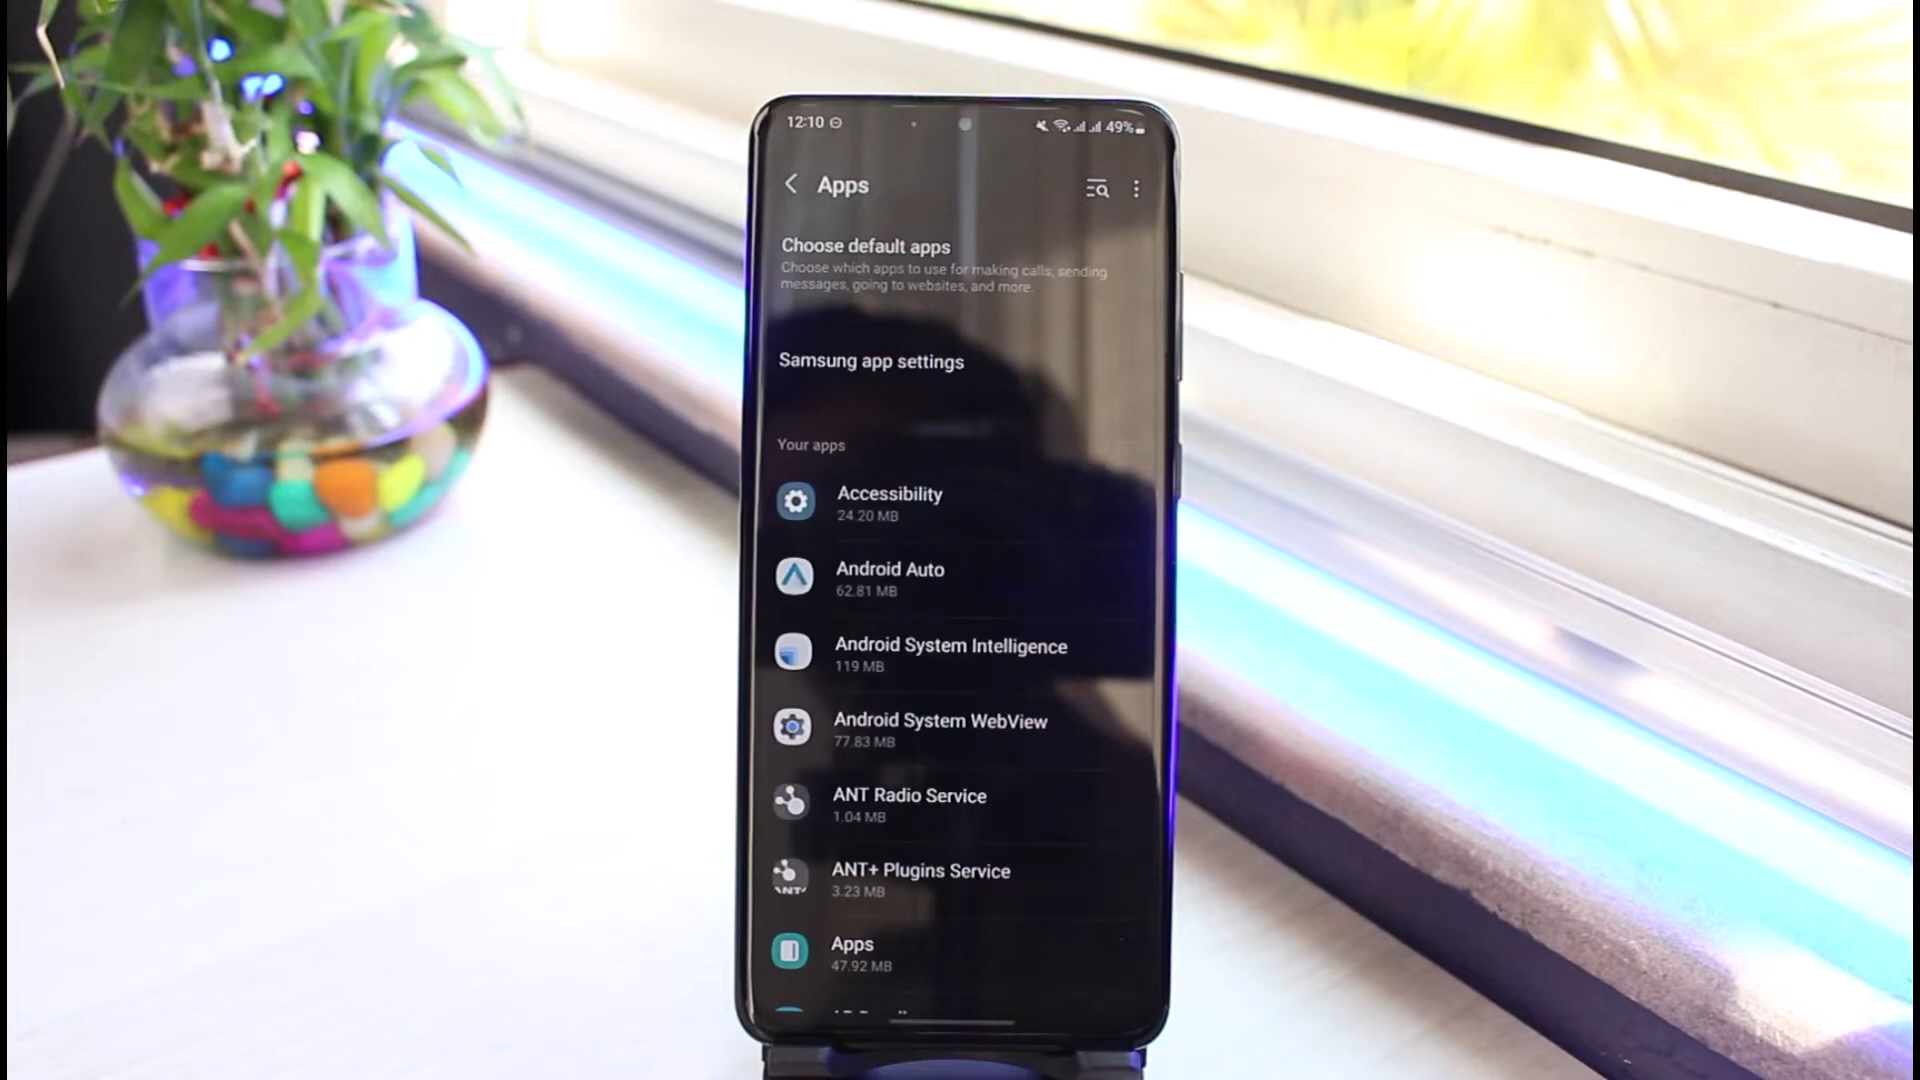 12:10
49%
Apps
Choose default apps
Choose which apps to use for making calls, sending
messages, going to websites, and more.
Samsung app settings
Your apps
Accessibility
24.20 MB
Android Auto
62.81 MB
Android System Intelligence
119 MB
Android System WebView
77.83 MB
ANT Radio Service
1.04 MB
ANT+ Plugins Service
3.23 MB
ANT+
Apps
47.92 MB